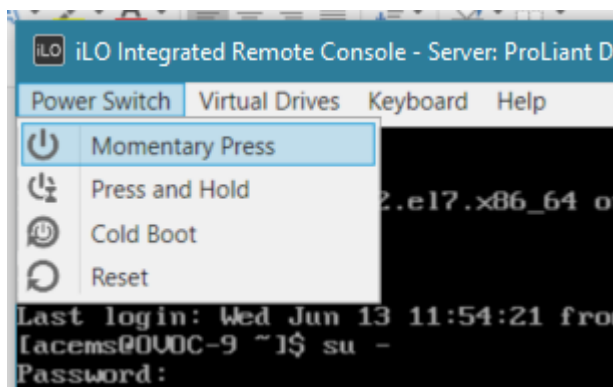 iLO iLO Integrated Remote Console - Server: ProLiant D
Power Switch Virtual Drives Keyboard Help
Momentary Press
Press and Hold
2.el7.x86_64 o
Cold Boot
Reset
Last login: Wed Jun 13 11:54:21 fro
[acems@OVOC-9 ~]$ su -
Password: